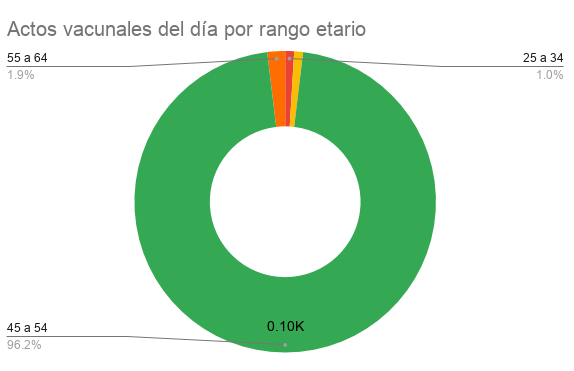 Actos vacunales del día por rango etario
55 a 64
1.9%
25 a 34
1.0%
0.10K
45 a 54
96.2%